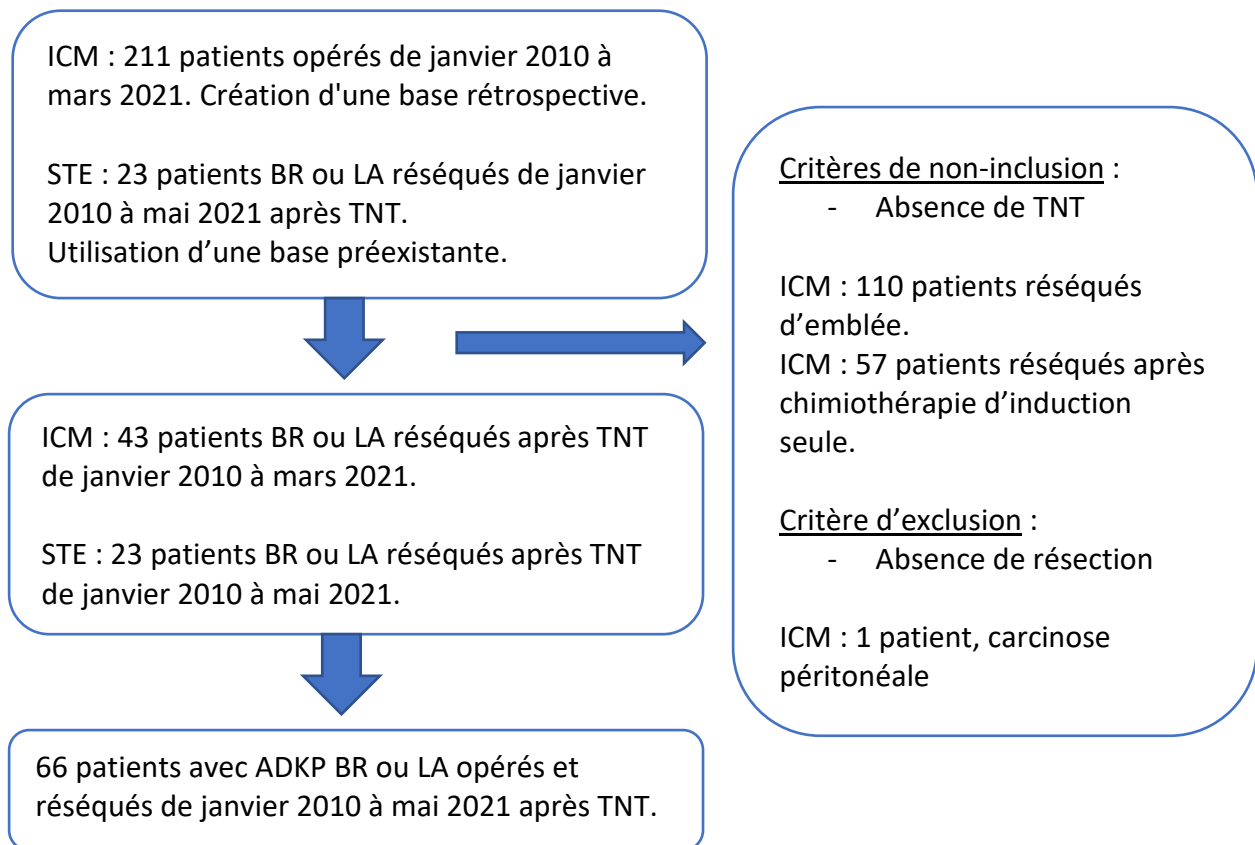 ICM : 211 patients opérés de janvier 2010 à
mars 2021. Création d'une base rétrospective.
STE : 23 patients BR ou LA réséqués de janvier
2010 à mai 2021 après TNT.
Utilisation d’une base préexistante.
Critères de non-inclusion :
- Absence de TNT
ICM : 110 patients réséqués
d’emblée.
ICM : 57 patients réséqués après
chimiothérapie d’induction
seule.
Critère d’exclusion :
- Absence de résection
ICM : 1 patient, carcinose
péritonéale
ICM : 43 patients BR ou LA réséqués après TNT
de janvier 2010 à mars 2021.
STE : 23 patients BR ou LA réséqués après TNT
de janvier 2010 à mai 2021.
66 patients avec ADKP BR ou LA opérés et
réséqués de janvier 2010 à mai 2021 après TNT.